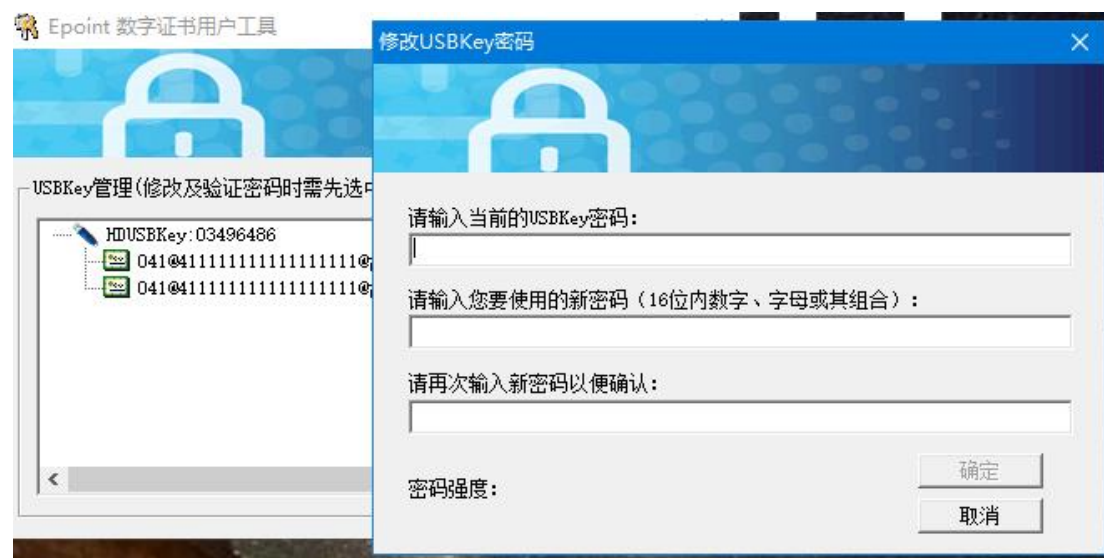 Epoint 数字证书用户工具
USBKey管理(修改及验证密码时需先选中
HDUSBKey:03496486
041@411111111111111111@
041@411111111111111111@
修改USBKey密码
请输入当前的USBKey密码:
请输入您要使用的新密码(16位内数字、字母或其组合):
请再次输入新密码以便确认:
密码强度:
确定
取消